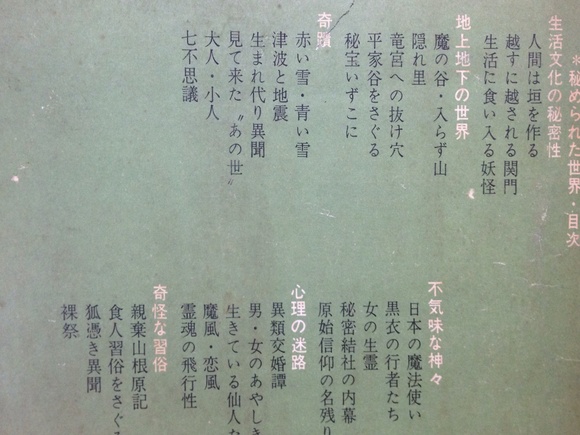 *秘められた世界・目次
生活文化の秘密性
人間は垣を作る
越すに越される関門
生活に食い入る妖怪
地上地下の世界
魔の谷・入らず山
隠れ里
竜宮への抜け穴
平家谷をさぐる
秘宝いずこに
奇蹟
赤い雪・青い雪
津波と地震
生まれ代り異聞
見て来た〝あの世〟
大人・小人
七不思議
不気味な神々
日本の魔法使い
黒衣の行者たち
女の生霊
秘密結社の内幕
原始信仰の名残り
心理の迷路
異類交婚譚
男・女のあやしき
生きている仙人た
魔風・恋風
霊魂の飛行性
奇怪な習俗
親棄山根原記
食人習俗をさぐる
狐憑き異聞
裸祭